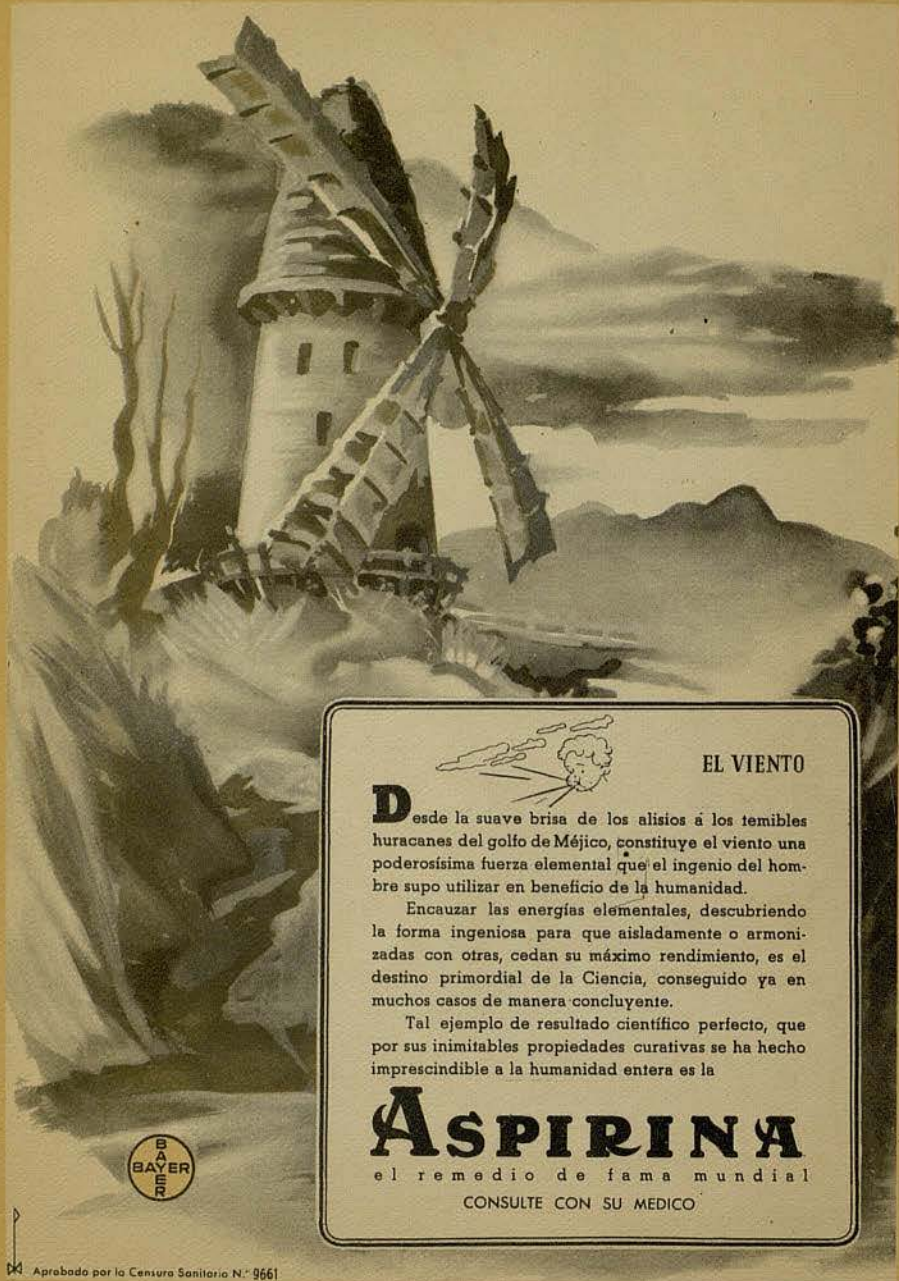 EL VIENTO
Desde la suave brisa de los alisios á los temibles
huracanes del golfo de Méjico, constituye el viento una
poderosísima fuerza elemental que el ingenio del hom-
bre supo utilizar en beneficio de la humanidad.
Encauzar las energías elementales, descubriendo
la forma ingeniosa para que aisladamente o armoni-
zadas con otras, cedan su máximo rendimiento, es el
destino primordial de la Ciencia, conseguido ya en
muchos casos de manera concluyente.
Tal ejemplo de resultado científico perfecto, que
por sus inimitables propiedades curativas se ha hecho
imprescindible a la humanidad entera es la
ASPIRINA
el remedio de fama mundial
CONSULTE CON SU MEDICO
BAYER
BAYER
Aprobado por la Censura Sanitaria N.° 9661